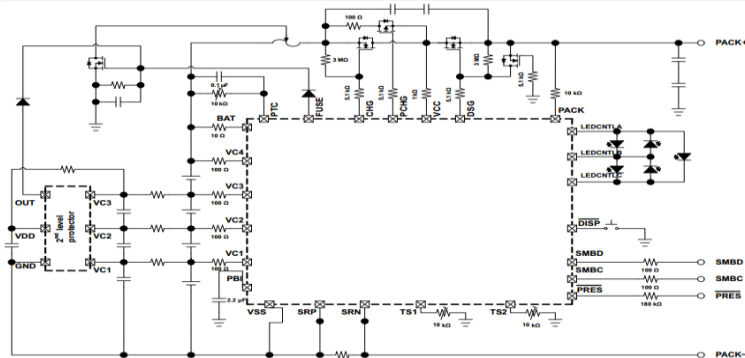 100 Ω
PACK+
3 MΩ
3 MΩ
0.1 µF
10 kΩ
5.1kΩ
5.1kΩ
1kΩ
5.1kΩ
5.1kΩ
10 kΩ
PTC
FUSE
CHG
PCHG
VCC
DSG
PACK
BAT
10 Ω
LEDCNTLA
VC4
100 Ω
LEDCNTLB
OUT
VC3
VC3
100 Ω
LEDCNTLC
VDD
2nd level
protector
VC2
VC2
100 Ω
DISP
GND
VC1
VC1
100 Ω
SMBD
100 Ω
SMBD
PBI
SMBC
100 Ω
SMBC
2.2 µF
PRES
180 kΩ
PRES
VSS
SRP
SRN
TS1
TS2
10 kΩ
10 kΩ
PACK–